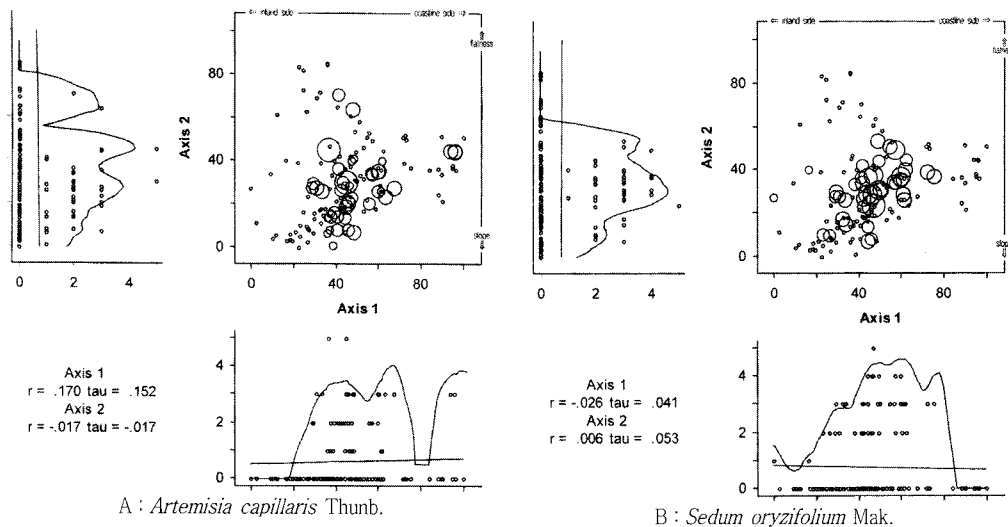 ⇐ inland side
coastline side ⇒
flatness
80
40
0
Axis 2
slope
0
2
4
0
40
80
Axis 1
4
2
0
Axis 1
r = .170 tau = .152
Axis 2
r = -.017 tau = -.017
A : Artemisia capillaris Thunb.
⇐ inland side
coastline side ⇒
80
40
0
Axis 2
0
2
4
0
40
80
Axis 1
4
2
0
Axis 1
r = -.026 tau = .041
Axis 2
r = .006 tau = .053
B : Sedum oryzifolium Mak.